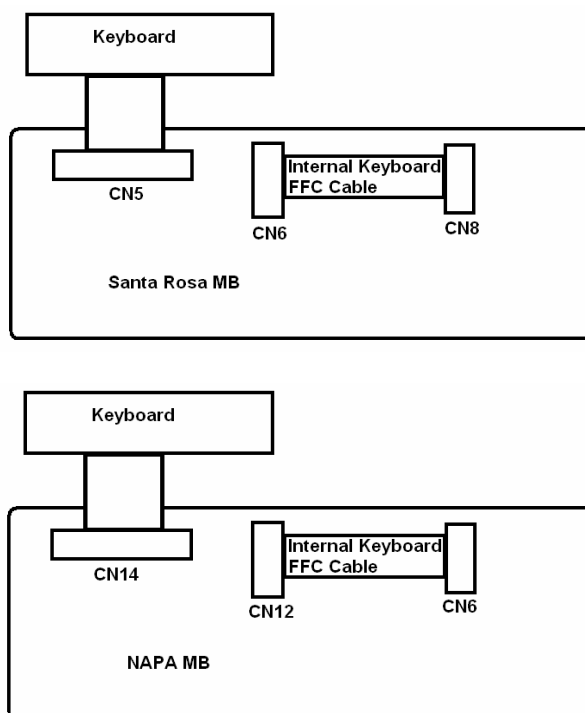 Keyboard
Internal Keyboard
FFC Cable
CN5
CN6
CN8
Santa Rosa MB
Keyboard
Internal Keyboard
FFC Cable
CN14
CN12
CN6
NAPA MB